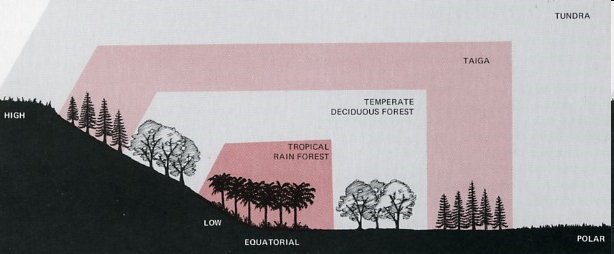 TUNDRA
TAIGA
TEMPERATE
DECIDUOUS FOREST
TROPICAL
RAIN FOREST
HIGH
LOW
EQUATORIAL
POLAR